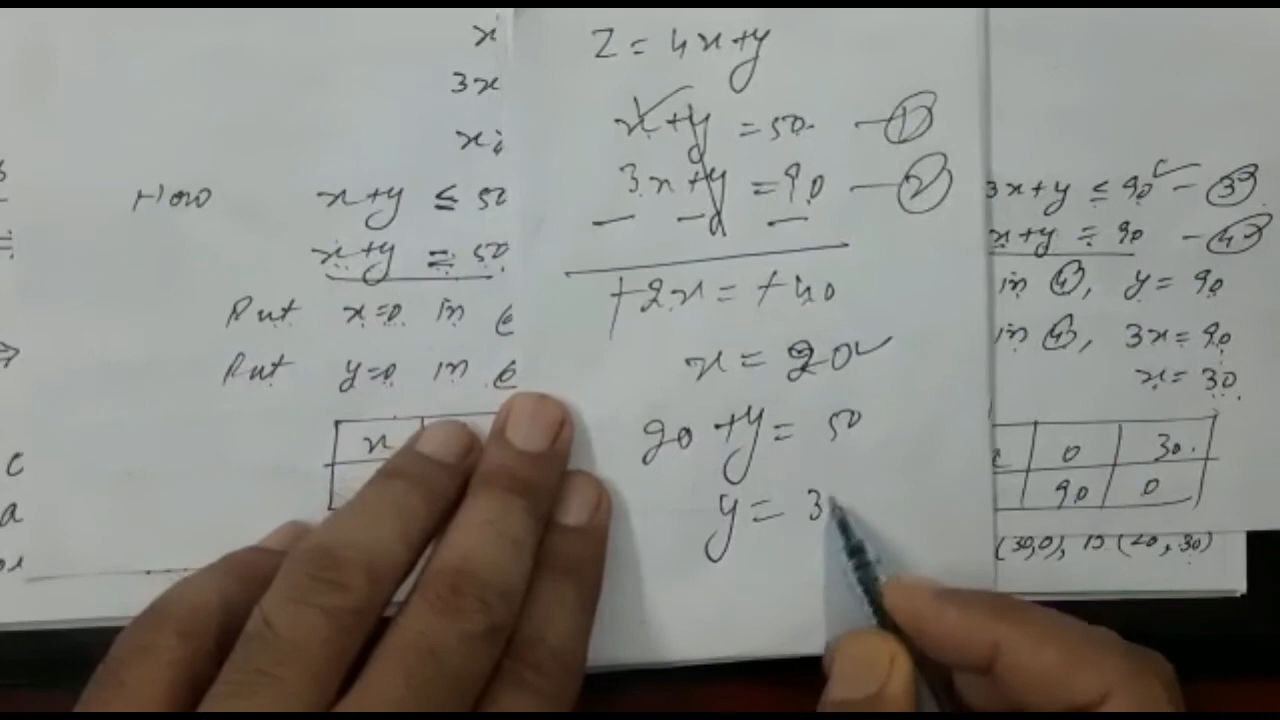 x
3x
x
Now x+y ≤ 50
x+y = 50
Put x=0 in
Put y=0 in
x
Z = 4x+y
x+y = 50 — ①
3x+y = 90 — ②
— — —
+2x = +40
x = 20 ✓
20 + y = 50
y = 3
3x+y ≤ 90 ✓ — ③
x+y = 90 — ④
in ④, y = 90
in ④, 3x = 90
x = 30
0 30
90 0
(30,0), (20, 30)